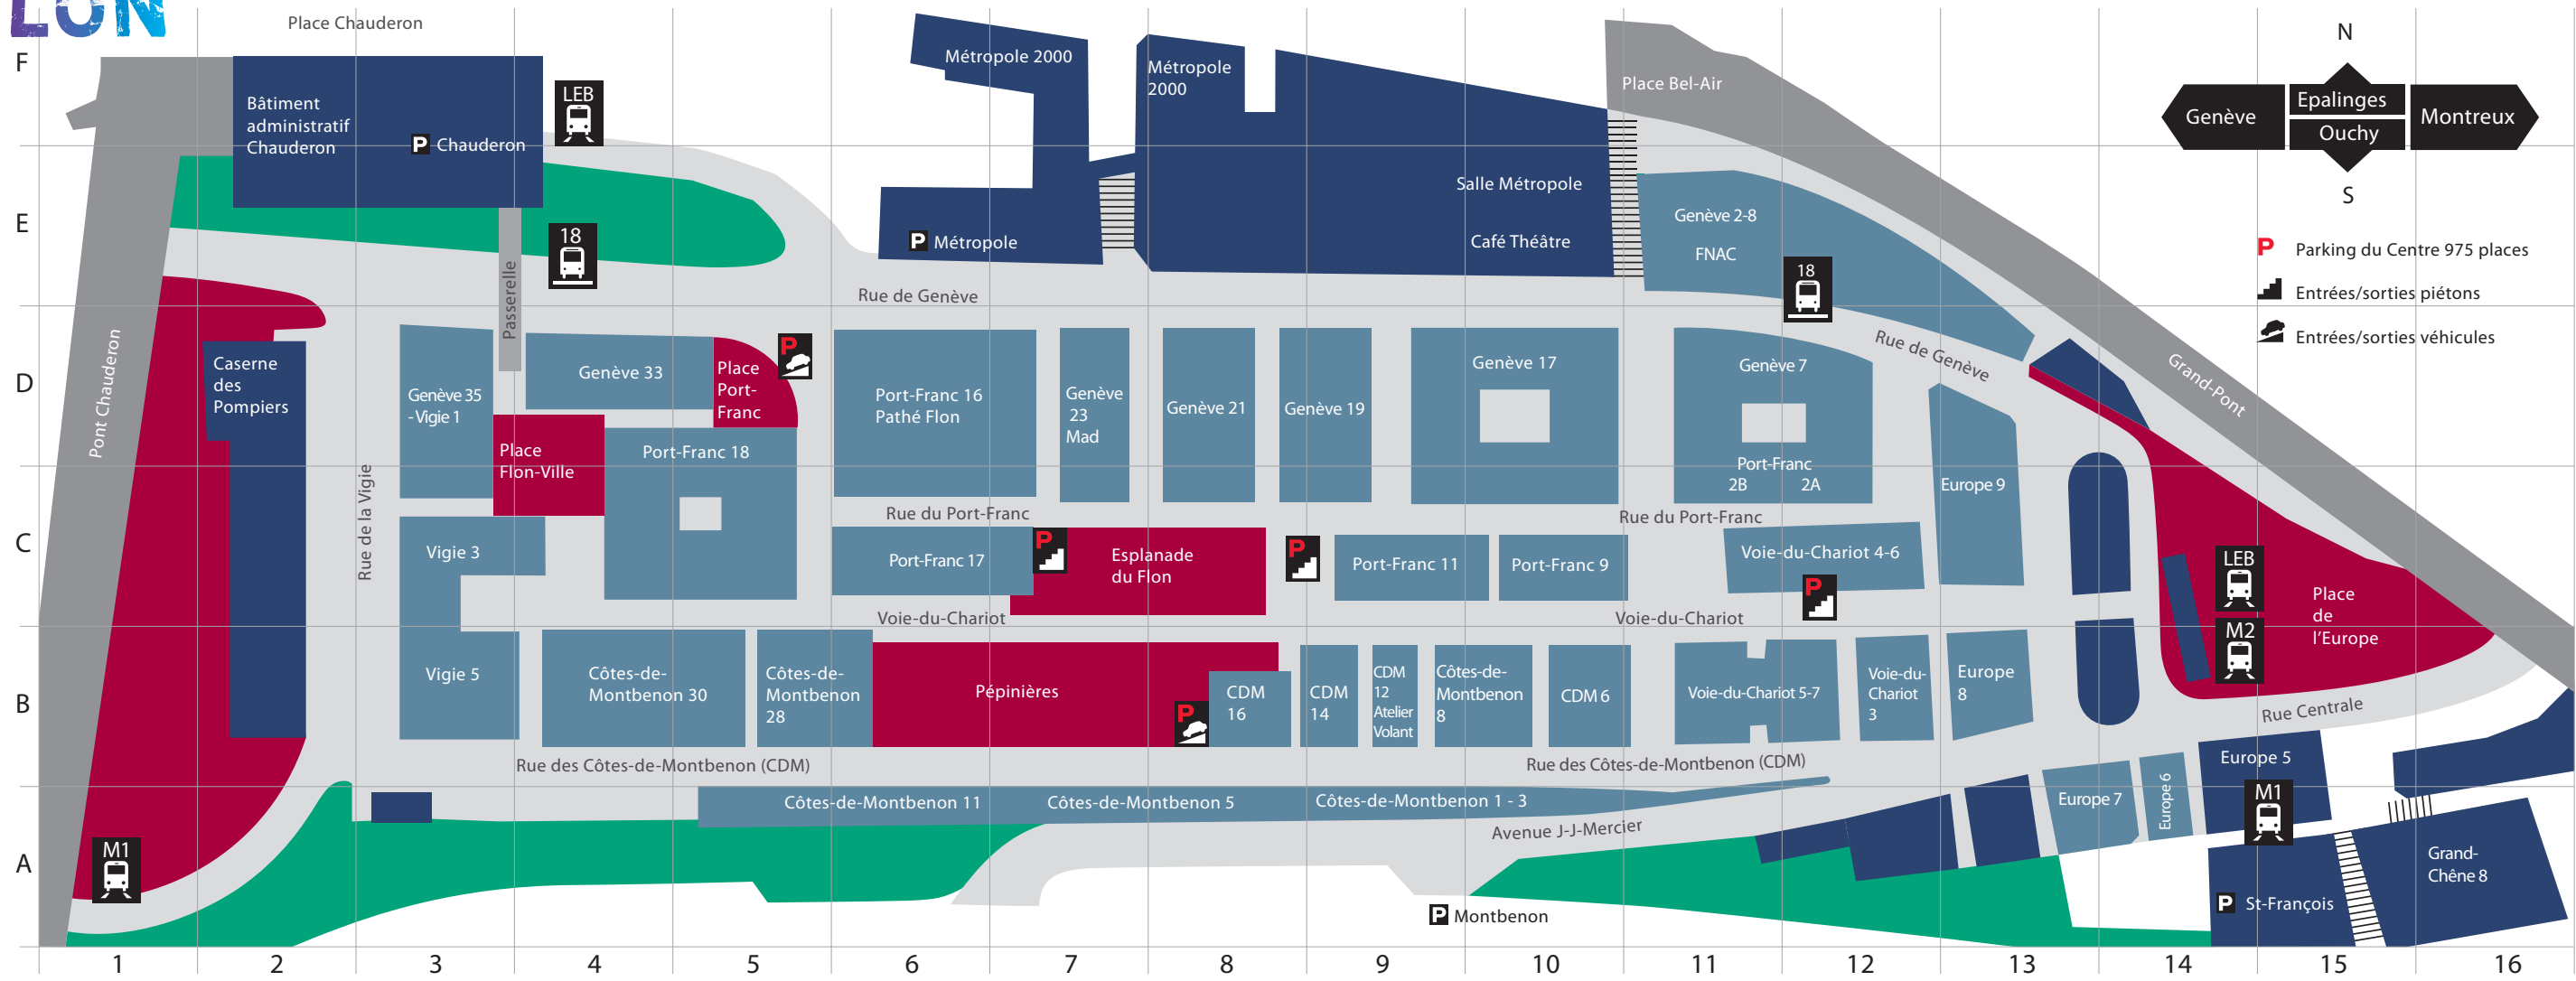 LON
Place Chauderon
F
Métropole 2000
Métropole
2000
Place Bel-Air
N
Genève
Epalinges
Ouchy
Montreux
S
Bâtiment
administratif
Chauderon
P Chauderon
LEB
E
18
Salle Métropole
Café Théâtre
P Métropole
Genève 2-8
FNAC
18
P Parking du Centre 975 places
Entrées/sorties piétons
Entrées/sorties véhicules
Rue de Genève
Passerelle
Pont Chauderon
Rue de Genève
Grand-Pont
D
Caserne
des
Pompiers
Genève 35
- Vigie 1
Genève 33
Place
Port-
Franc
P
Port-Franc 16
Pathé Flon
Genève
23
Mad
Genève 21
Genève 19
Genève 17
Genève 7
Port-Franc
2B 2A
Europe 9
Place
Flon-Ville
Port-Franc 18
Rue de la Vigie
Rue du Port-Franc
Rue du Port-Franc
C
Vigie 3
Port-Franc 17
P
Esplanade
du Flon
P
Port-Franc 11
Port-Franc 9
Voie-du-Chariot 4-6
P
LEB
M2
Place
de
l’Europe
Voie-du-Chariot
Voie-du-Chariot
B
Vigie 5
Côtes-de-
Montbenon 30
Côtes-de-
Montbenon
28
Pépinières
P
CDM
16
CDM
14
CDM
12
Atelier
Volant
Côtes-de-
Montbenon
8
CDM 6
Voie-du-Chariot 5-7
Voie-du-
Chariot
3
Europe
8
Rue Centrale
Rue des Côtes-de-Montbenon (CDM)
Rue des Côtes-de-Montbenon (CDM)
Europe 5
Côtes-de-Montbenon 11
Côtes-de-Montbenon 5
Côtes-de-Montbenon 1 - 3
Europe 7
Europe 6
M1
Avenue J-J-Mercier
A
M1
Grand-
Chêne 8
P St-François
P Montbenon
1 2 3 4 5 6 7 8 9 10 11 12 13 14 15 16